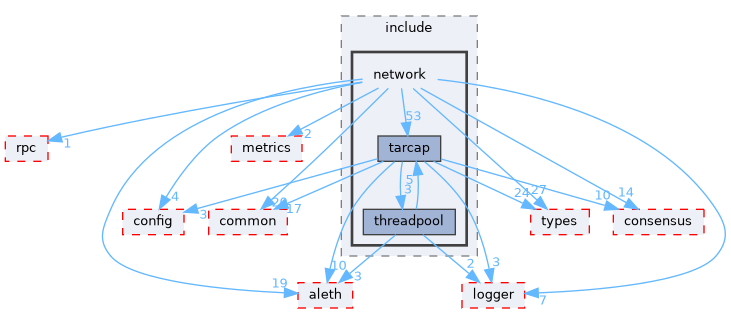 include
network
53
rpc
1
metrics
2
tarcap
4
5
3
config
3
common
20
17
threadpool
24
27
types
10
14
consensus
19
10
3
aleth
2
3
logger
7